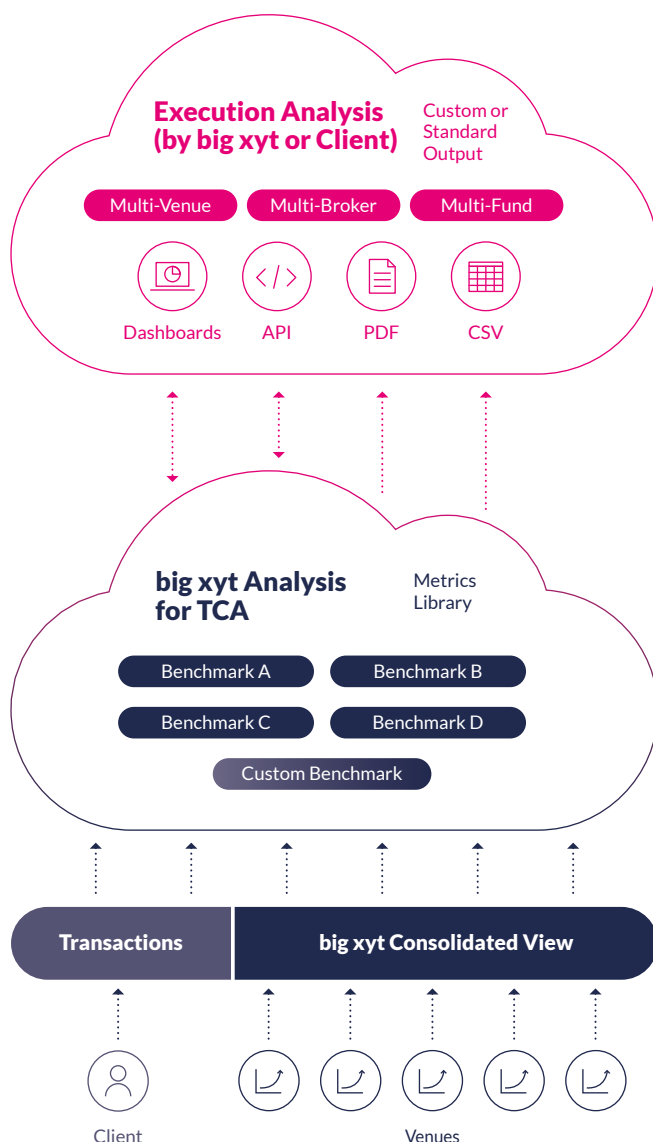 Execution Analysis
(by big xyt or Client)
Custom or
Standard
Output
Multi-Venue
Multi-Broker
Multi-Fund
</>
Dashboards
API
PDF
CSV
big xyt Analysis
for TCA
Metrics
Library
Benchmark A
Benchmark B
Benchmark C
Benchmark D
Custom Benchmark
Transactions
big xyt Consolidated View
Client
Venues